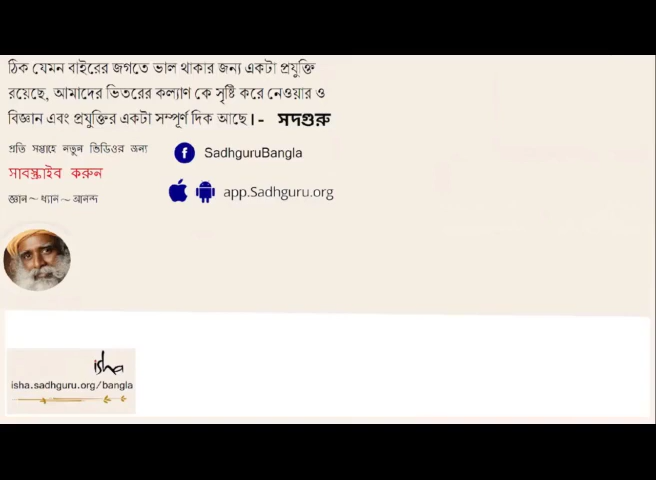 ঠিক যেমন বাইরের জগতে ভাল থাকার জন্য একটা প্রযুক্তি
রয়েছে, আমাদের ভিতরের কল্যাণ কে সৃষ্টি করে নেওয়ার ও
বিজ্ঞান এবং প্রযুক্তির একটা সম্পূর্ণ দিক আছে।- সদগুরু
প্রতি সপ্তাহে নতুন ভিডিওর জন্য
সাবস্ক্রাইব করুন
জ্ঞান ~ ধ্যান ~ আনন্দ
SadhguruBangla
app.Sadhguru.org
isha
isha.sadhguru.org/bangla